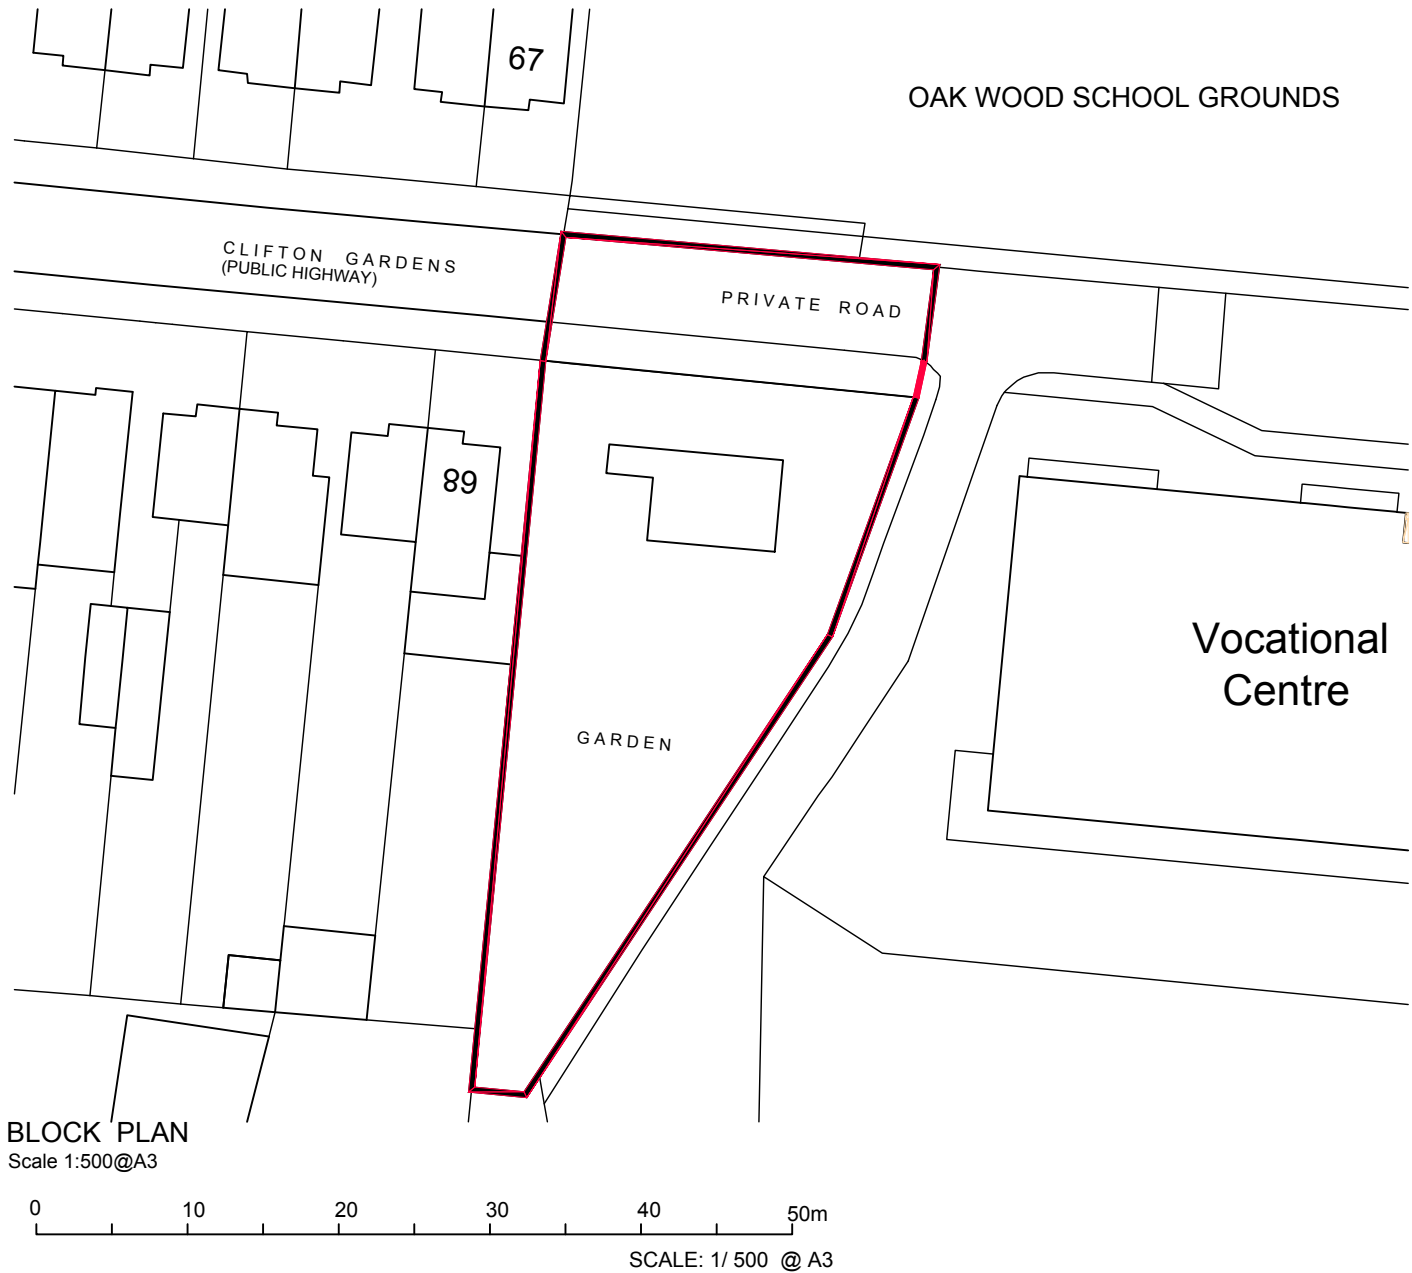 67
OAK WOOD SCHOOL GROUNDS
CLIFTON GARDENS
(PUBLIC HIGHWAY)
PRIVATE ROAD
89
Vocational
Centre
GARDEN
BLOCK PLAN
Scale 1:500@A3
0 10 20 30 40 50m
SCALE: 1/ 500 @ A3